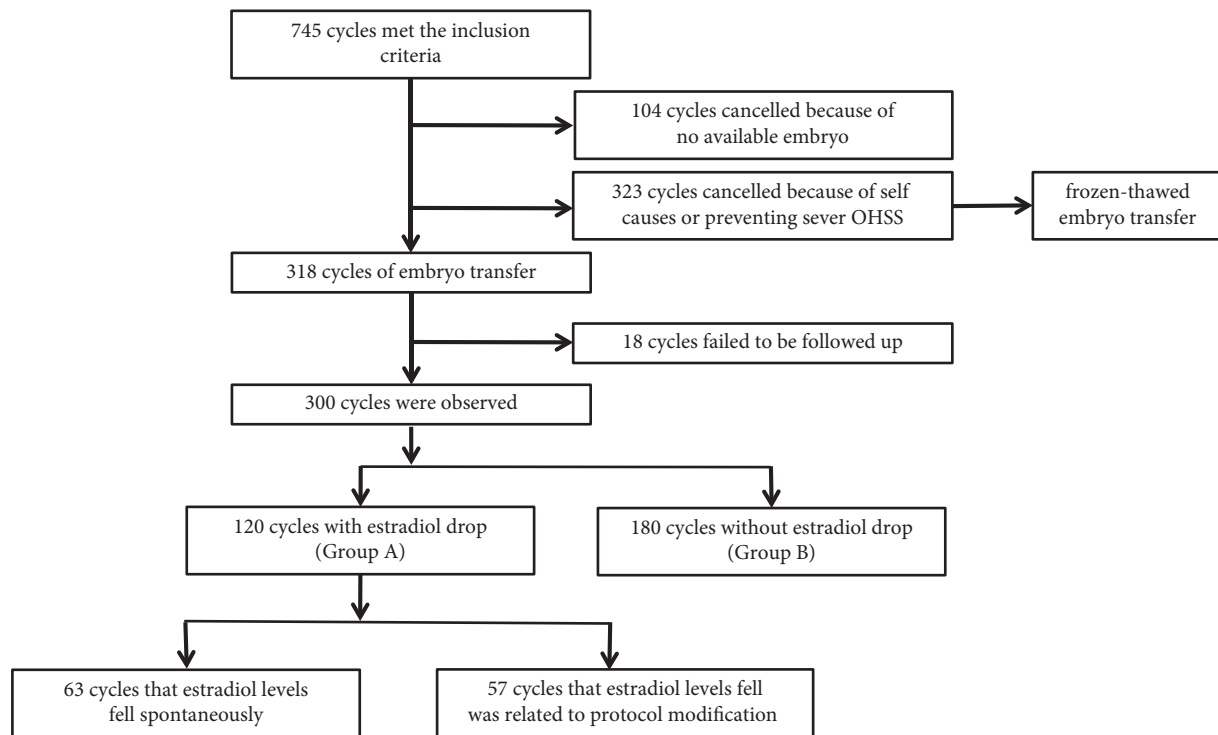 745 cycles met the inclusion
criteria
104 cycles cancelled because of
no available embryo
323 cycles cancelled because of self
causes or preventing sever OHSS
frozen-thawed
embryo transfer
318 cycles of embryo transfer
18 cycles failed to be followed up
300 cycles were observed
120 cycles with estradiol drop
(Group A)
180 cycles without estradiol drop
(Group B)
63 cycles that estradiol levels
fell spontaneously
57 cycles that estradiol levels fell
was related to protocol modification